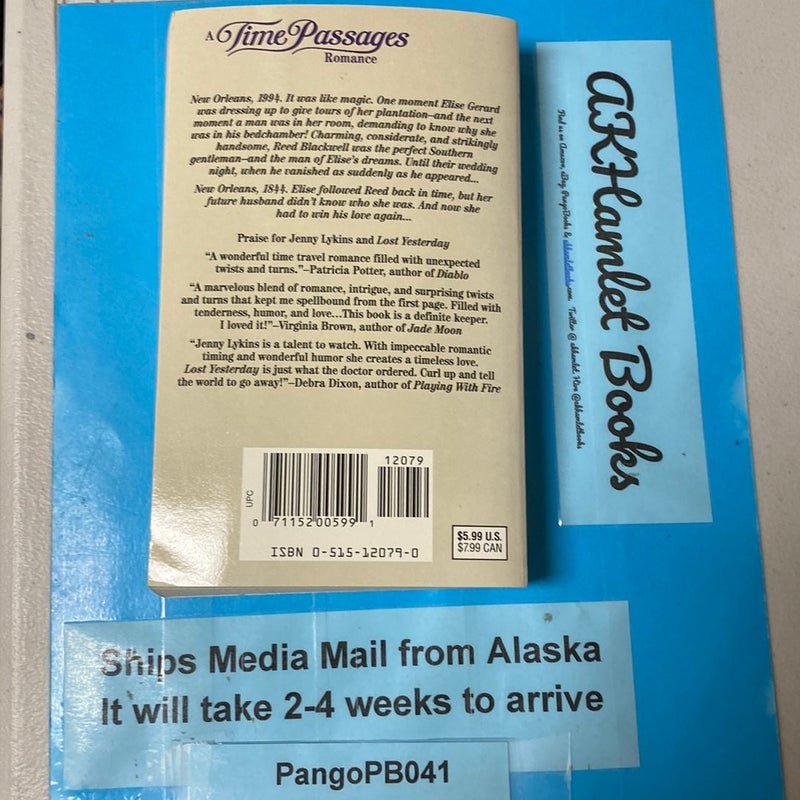 A Time Passages
Romance
New Orleans, 1994. It was like magic. One moment Elise Gerard
was dressing up to give tours of her plantation—and the next
moment a man was in her room, demanding to know why she
was in his bedchamber! Charming, considerate, and strikingly
handsome, Reed Blackwell was the perfect Southern
gentleman—and the man of Elise's dreams. Until their wedding
night, when he vanished as suddenly as he appeared...
New Orleans, 1844. Elise followed Reed back in time, but her
future husband didn't know who she was. And now she
had to win his love again...
Praise for Jenny Lykins and Lost Yesterday
"A wonderful time travel romance filled with unexpected
twists and turns."—Patricia Potter, author of Diablo
"A marvelous blend of romance, intrigue, and surprising twists
and turns that kept me spellbound from the first page. Filled with
tenderness, humor, and love...This book is a definite keeper.
I loved it!"—Virginia Brown, author of Jade Moon
"Jenny Lykins is a talent to watch. With impeccable romantic
timing and wonderful humor she creates a timeless love.
Lost Yesterday is just what the doctor ordered. Curl up and tell
the world to go away!"—Debra Dixon, author of Playing With Fire
12079
UPC
0 71152 00599 1
ISBN 0-515-12079-0
$5.99 U.S.
$7.99 CAN
AKHamlet Books
Find us on Amazon, eBay, PangoBooks & akhamletbooks.com Twitter @ akhamlet
Ships Media Mail from Alaska
It will take 2-4 weeks to arrive
PangoPB041